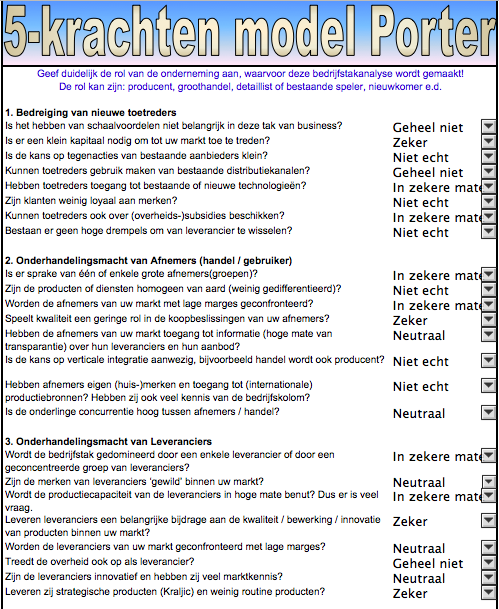 5-krachten model Porter
Geef duidelijk de rol van de onderneming aan, waarvoor deze bedrijfstakanalyse wordt gemaakt!
De rol kan zijn: producent, groothandel, detaillist of bestaande speler, nieuwkomer e.d.
1. Bedreiging van nieuwe toetreders
Is het hebben van schaalvoordelen niet belangrijk in deze tak van business? Geheel niet
Is er een klein kapitaal nodig om tot uw markt toe te treden? Zeker
Is de kans op tegenacties van bestaande aanbieders klein? Niet echt
Kunnen toetreders gebruik maken van bestaande distributiekanalen? Geheel niet
Hebben toetreders toegang tot bestaande of nieuwe technologieën? In zekere mate
Zijn klanten weinig loyaal aan merken? Niet echt
Kunnen toetreders ook over (overheids-)subsidies beschikken? In zekere mate
Bestaan er geen hoge drempels om van leverancier te wisselen? Niet echt
2. Onderhandelingsmacht van Afnemers (handel / gebruiker)
Is er sprake van één of enkele grote afnemers(groepen)? In zekere mate
Zijn de producten of diensten homogeen van aard (weinig gedifferentieerd)? Niet echt
Worden de afnemers van uw markt met lage marges geconfronteerd? In zekere mate
Speelt kwaliteit een geringe rol in de koopbeslissingen van uw afnemers? Zeker
Hebben de afnemers van uw markt toegang tot informatie (hoge mate van Neutraal
transparantie) over hun leveranciers en hun aanbod?
Is de kans op verticale integratie aanwezig, bijvoorbeeld handel wordt ook producent? Niet echt
Hebben afnemers eigen (huis-)merken en toegang tot (internationale) Niet echt
productiebronnen? Hebben zij ook veel kennis van de bedrijfskolom?
Is de onderlinge concurrentie hoog tussen afnemers / handel? Neutraal
3. Onderhandelingsmacht van Leveranciers
Wordt de bedrijfstak gedomineerd door een enkele leverancier of door een In zekere mate
geconcentreerde groep van leveranciers?
Zijn de merken van leveranciers 'gewild' binnen uw markt? Neutraal
Wordt de productiecapaciteit van de leveranciers in hoge mate benut? Dus er is veel In zekere mate
vraag.
Leveren leveranciers een belangrijke bijdrage aan de kwaliteit / bewerking / innovatie Zeker
van producten binnen uw markt?
Worden de leveranciers van uw markt geconfronteerd met lage marges? Neutraal
Treedt de overheid ook op als leverancier? Geheel niet
Zijn de leveranciers innovatief en hebben zij veel marktkennis? Neutraal
Leveren zij strategische producten (Kraljic) en weinig routine producten? Zeker